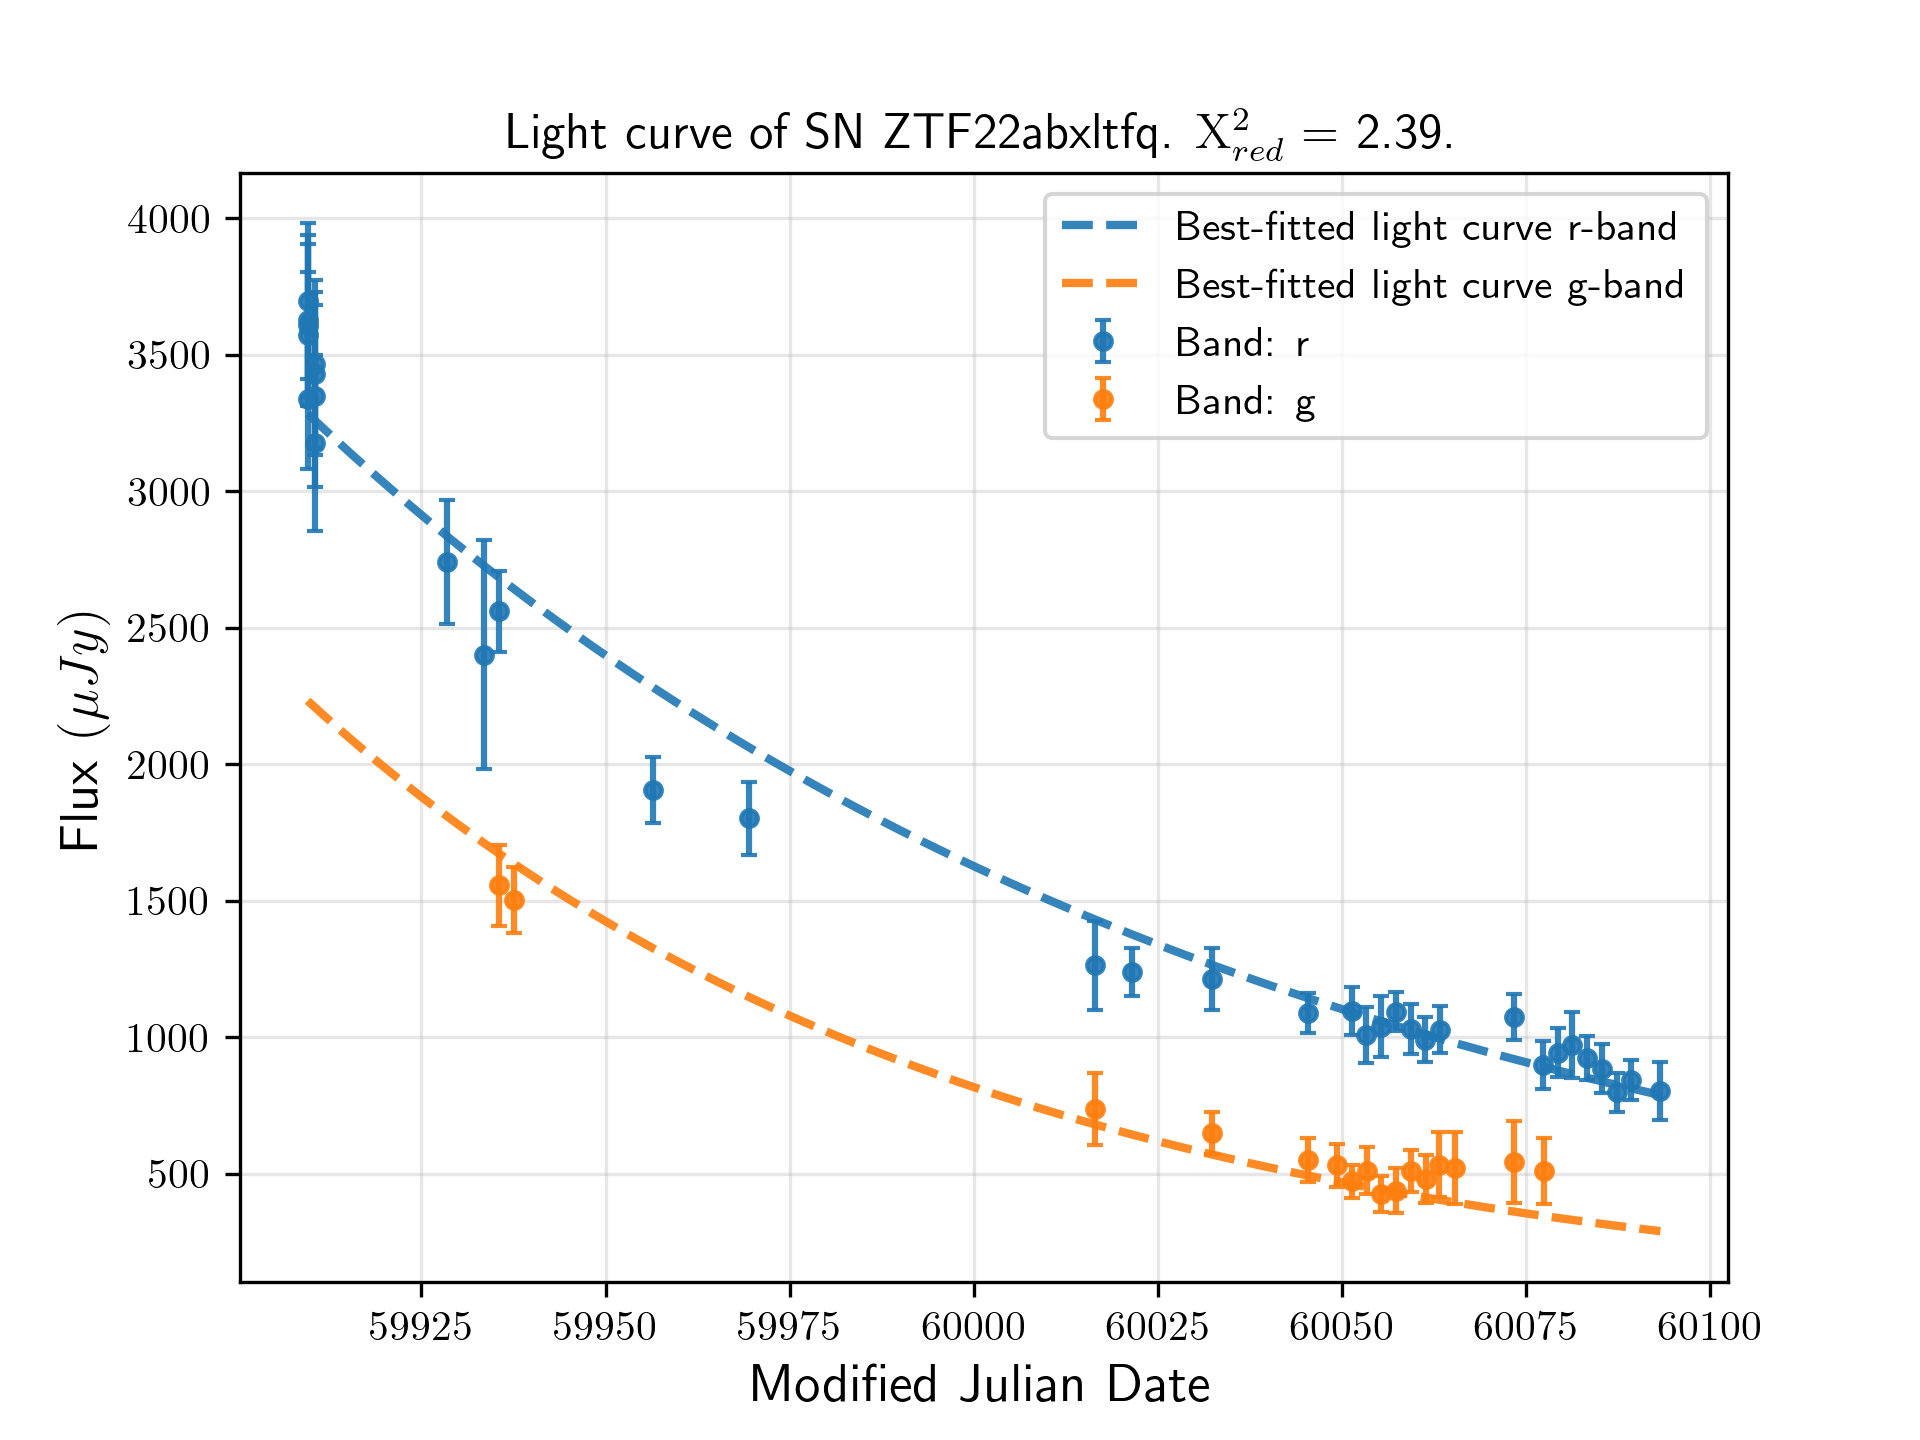 Light curve of SN ZTF22abxltfq. X²_red = 2.39.
Best-fitted light curve r-band
Best-fitted light curve g-band
Band: r
Band: g
4000
3500
3000
2500
2000
1500
1000
500
Flux (μJy)
59925 59950 59975 60000 60025 60050 60075 60100
Modified Julian Date